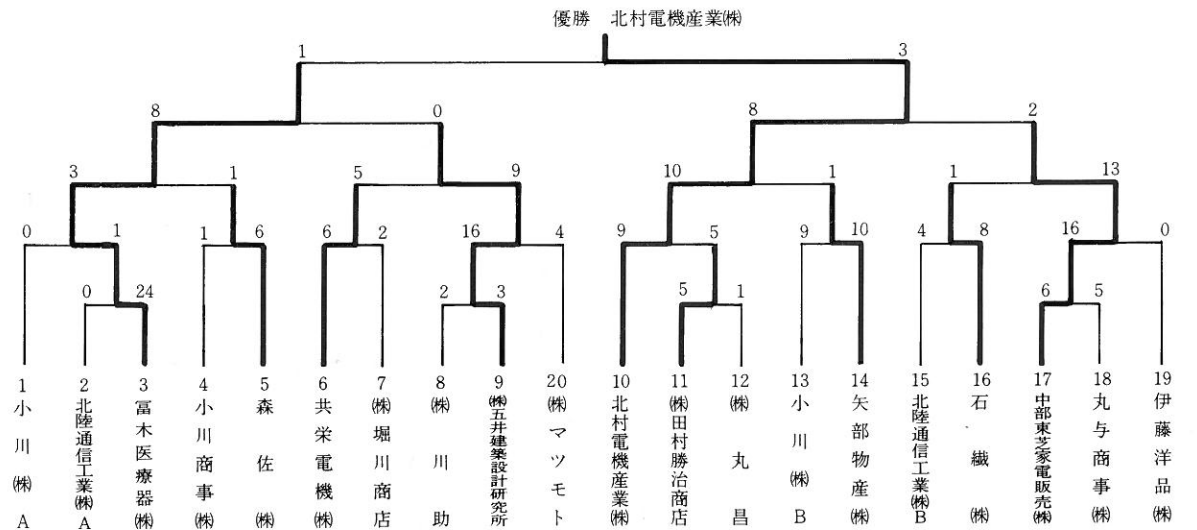 優勝 北村電機産業㈱
1 3
8 0 8 2
3 1 5 9 10 1 1 13
0 1 1 6 6 2 16 4 9 5 9 10 4 8 16 0
0 24 2 3 5 1 6 5
1 小川㈱A
2 北陸通信工業㈱A
3 冨木医療器㈱
4 小川商事㈱
5 森佐㈱
6 共栄電機㈱
7 ㈱堀川商店
8 ㈱川助
9 ㈱五井建築設計研究所
20 ㈱マツモト
10 北村電機産業㈱
11 ㈱田村勝治商店
12 ㈱丸昌
13 小川㈱B
14 矢部物産㈱
15 北陸通信工業㈱B
16 石繊㈱
17 中部東芝家電販売㈱
18 丸与商事㈱
19 伊藤洋品㈱